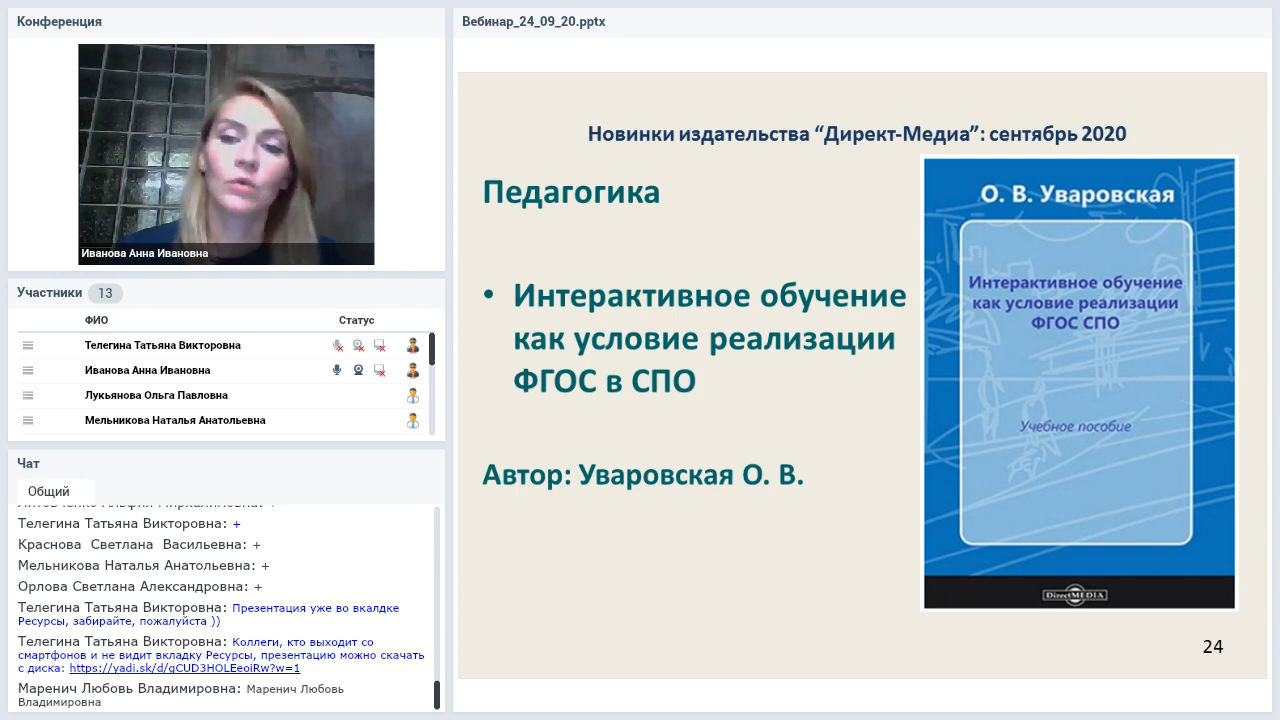 Конференция
Иванова Анна Ивановна
Участники 13
ФИО Статус
Телегина Татьяна Викторовна
Иванова Анна Ивановна
Лукьянова Ольга Павловна
Мельникова Наталья Анатольевна
Чат
Общий
Телегина Татьяна Викторовна: +
Краснова Светлана Васильевна: +
Мельникова Наталья Анатольевна: +
Орлова Светлана Александровна: +
Телегина Татьяна Викторовна: Презентация уже во вкалдке
Ресурсы, забирайте, пожалуйста ))
Телегина Татьяна Викторовна: Коллеги, кто выходит со
смартфонов и не видит вкладку Ресурсы, презентацию можно скачать
с диска: https://yadi.sk/d/gCUD3HOLEeoiRw?w=1
Маренич Любовь Владимировна: Маренич Любовь
Владимировна
Вебинар_24_09_20.pptx
Новинки издательства “Директ-Медиа”: сентябрь 2020
Педагогика
• Интерактивное обучение
как условие реализации
ФГОС в СПО
Автор: Уваровская О. В.
О. В. Уваровская
Интерактивное обучение
как условие реализации
ФГОС СПО
Учебное пособие
DirectMEDIA
24